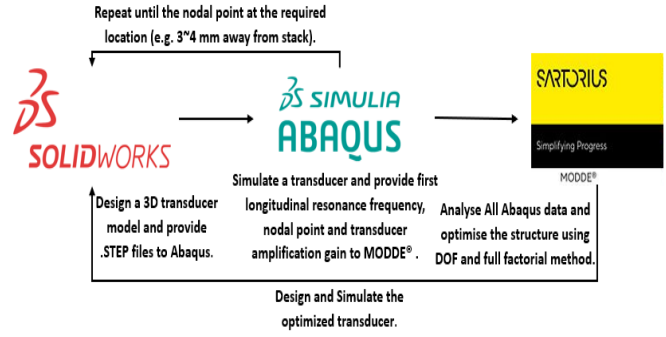 Repeat until the nodal point at the required
location (e.g. 3~4 mm away from stack).
SOLIDWORKS
SIMULIA
ABAQUS
SARTORIUS
Simplifying Progress
MODDE®
Design a 3D transducer
model and provide
.STEP files to Abaqus.
Simulate a transducer and provide first
longitudinal resonance frequency,
nodal point and transducer
amplification gain to MODDE® .
Analyse All Abaqus data and
optimise the structure using
DOF and full factorial method.
Design and Simulate the
optimized transducer.